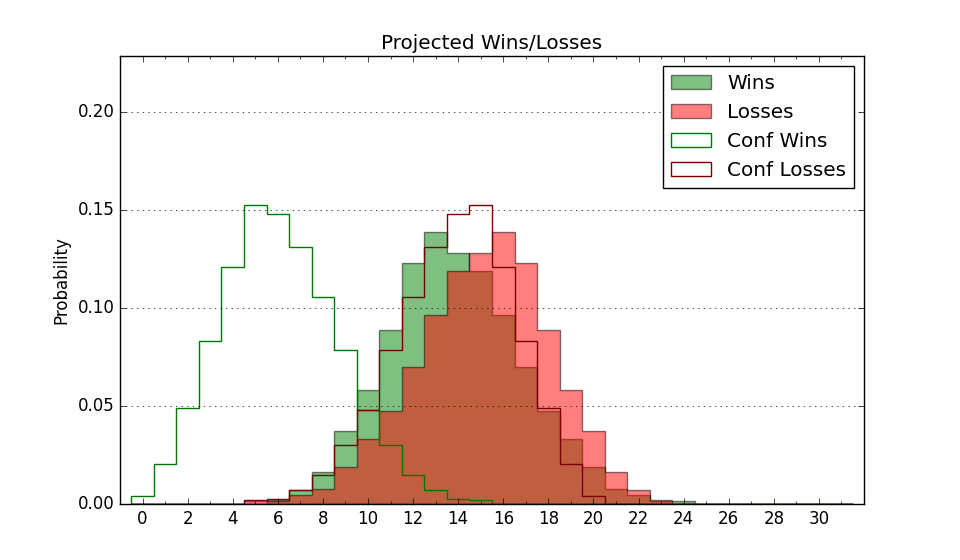 Projected Wins/Losses
Wins
Losses
Conf Wins
Conf Losses
Probability
0.20
0.15
0.10
0.05
0.00
0 2 4 6 8 10 12 14 16 18 20 22 24 26 28 30